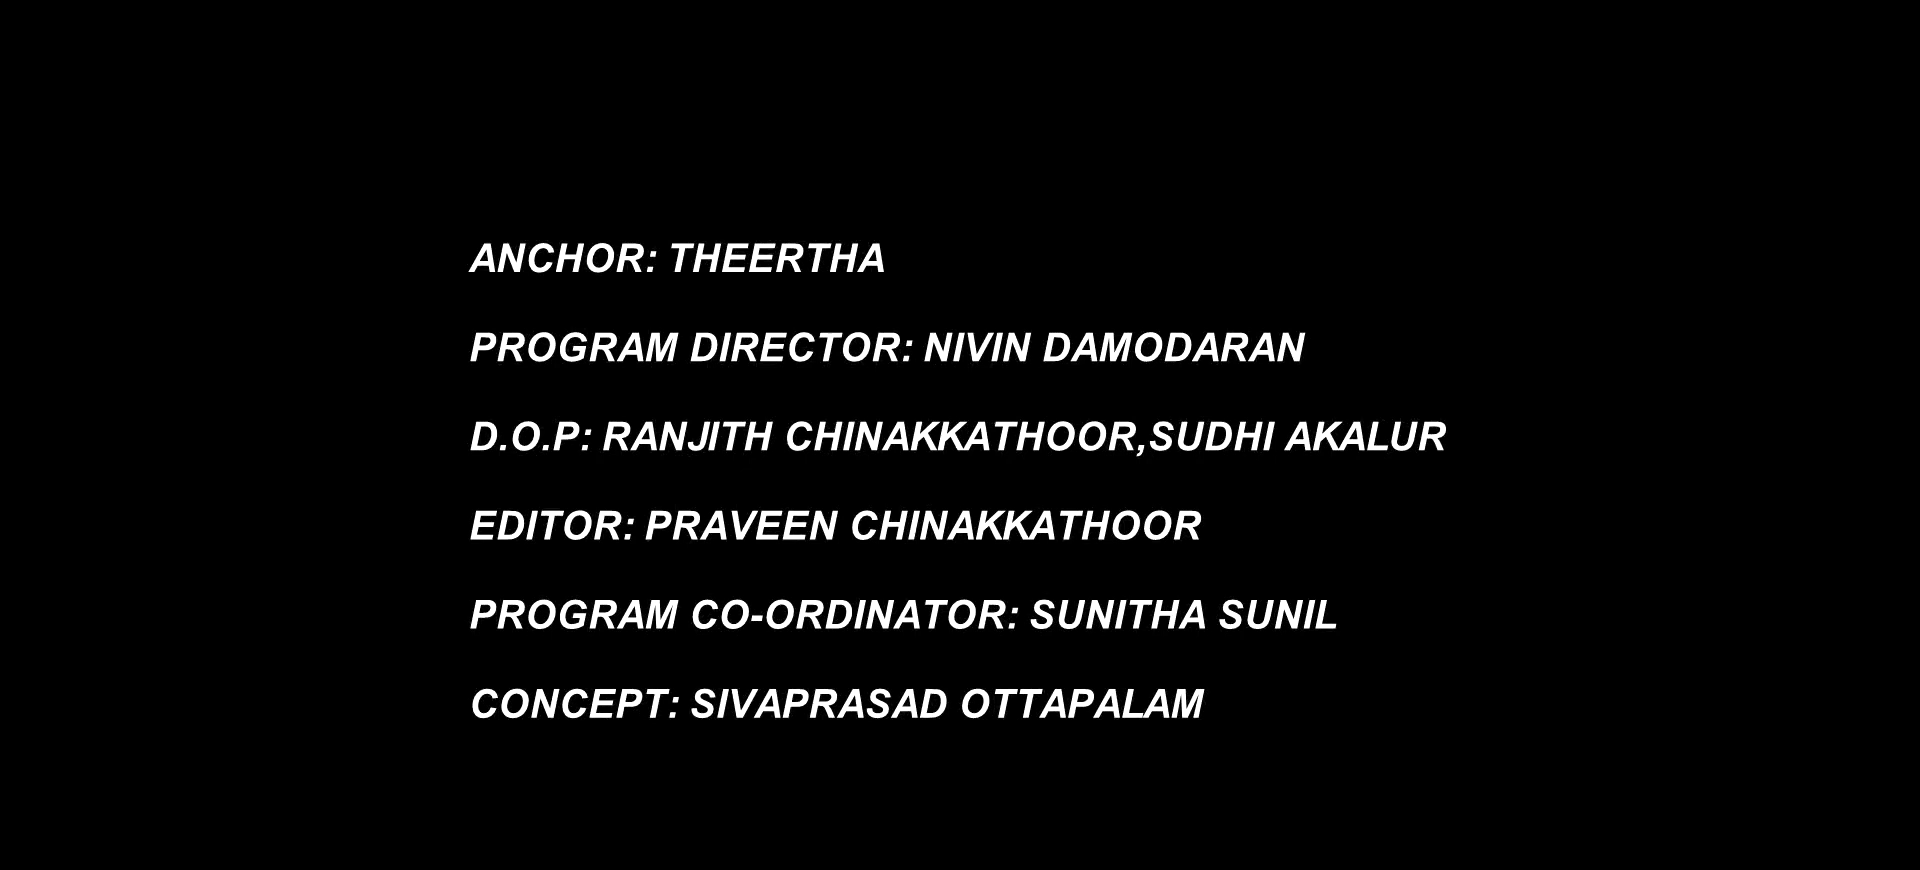 ANCHOR: THEERTHA
PROGRAM DIRECTOR: NIVIN DAMODARAN
D.O.P: RANJITH CHINAKKATHOOR,SUDHI AKALUR
EDITOR: PRAVEEN CHINAKKATHOOR
PROGRAM CO-ORDINATOR: SUNITHA SUNIL
CONCEPT: SIVAPRASAD OTTAPALAM